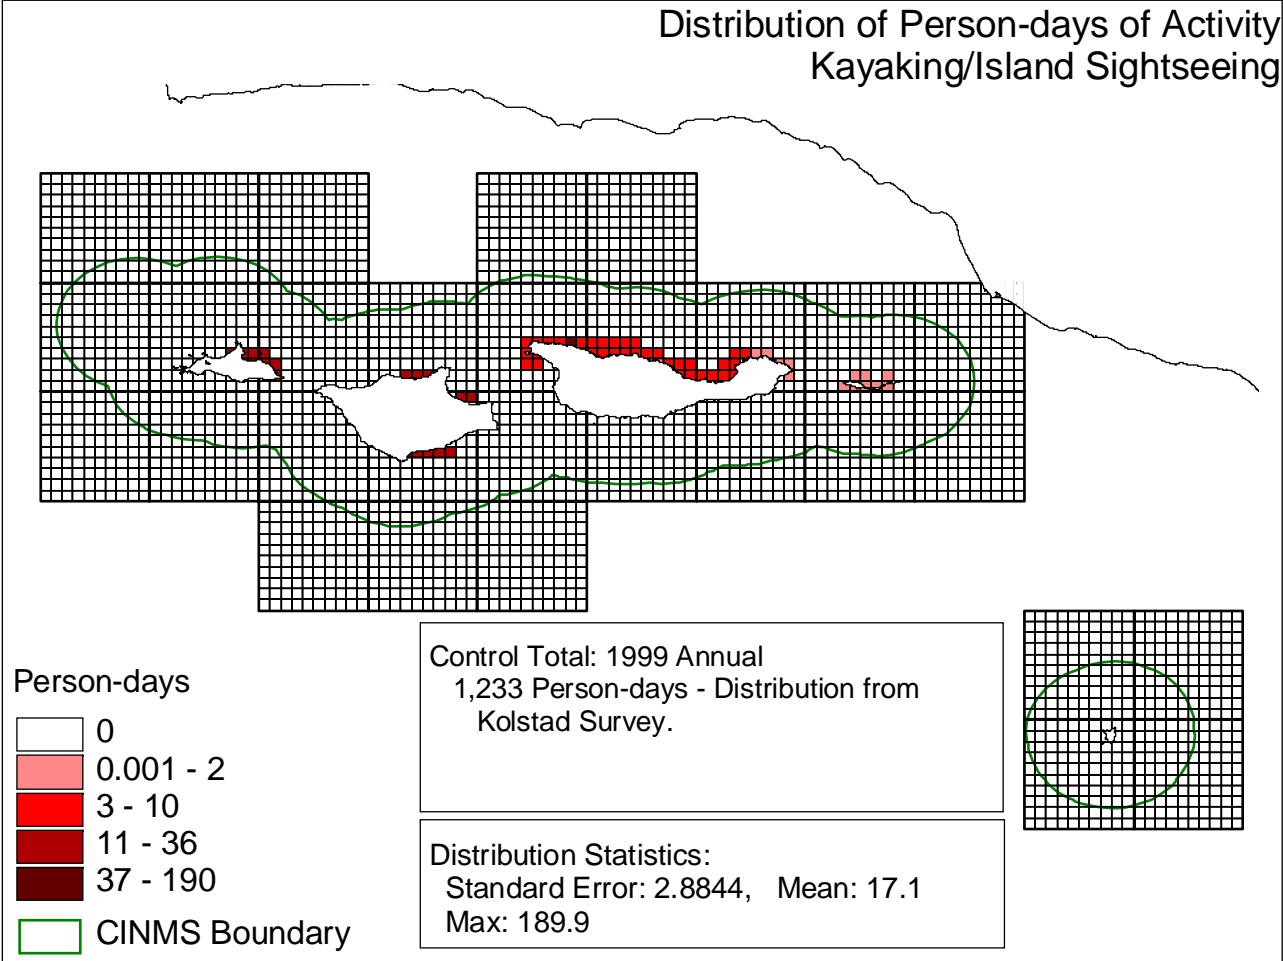 Distribution of Person-days of Activity
Kayaking/Island Sightseeing
Control Total: 1999 Annual
1,233 Person-days - Distribution from
Kolstad Survey.
Person-days
0
0.001 - 2
3 - 10
11 - 36
37 - 190
CINMS Boundary
Distribution Statistics:
Standard Error: 2.8844,   Mean: 17.1
Max: 189.9